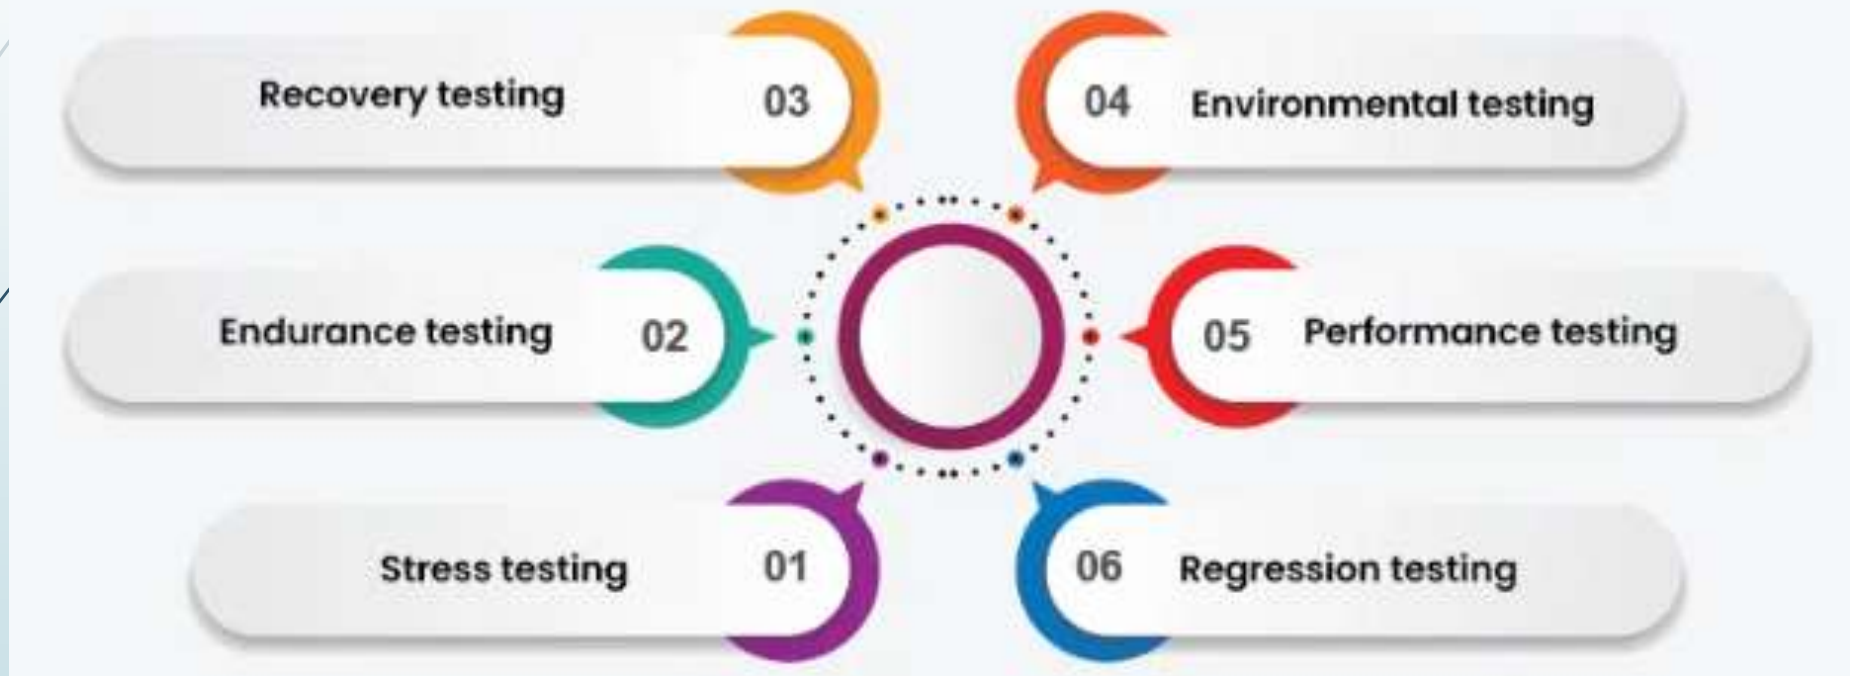 Recovery testing 03
04 Environmental testing
Endurance testing 02
05 Performance testing
Stress testing 01
06 Regression testing